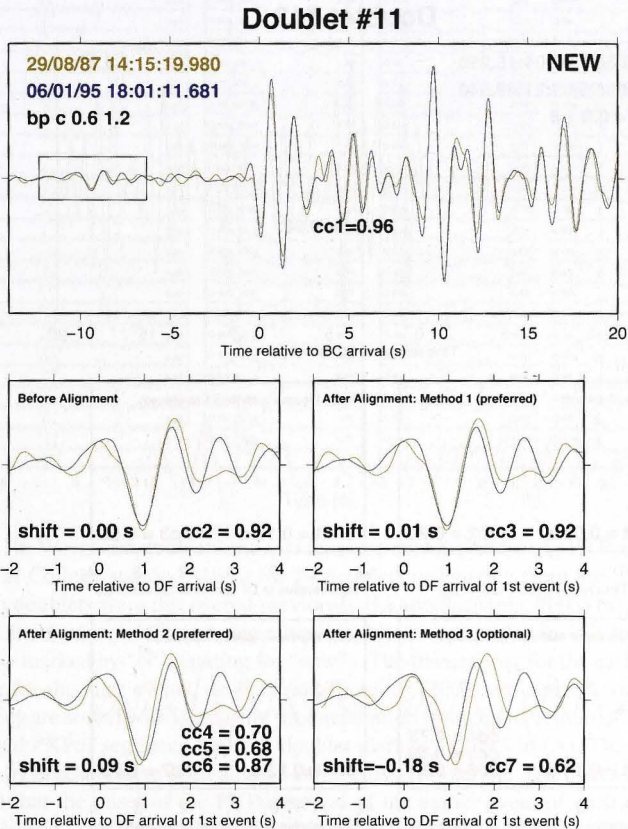 Doublet #11
29/08/87 14:15:19.980
06/01/95 18:01:11.681
bp c 0.6 1.2
NEW
cc1=0.96
−10 −5 0 5 10 15 20
Time relative to BC arrival (s)
Before Alignment
shift = 0.00 s cc2 = 0.92
−2 −1 0 1 2 3 4
Time relative to DF arrival (s)
After Alignment: Method 1 (preferred)
shift = 0.01 s cc3 = 0.92
−2 −1 0 1 2 3 4
Time relative to DF arrival of 1st event (s)
After Alignment: Method 2 (preferred)
cc4 = 0.70
cc5 = 0.68
shift = 0.09 s cc6 = 0.87
−2 −1 0 1 2 3 4
Time relative to DF arrival of 1st event (s)
After Alignment: Method 3 (optional)
shift=−0.18 s cc7 = 0.62
−2 −1 0 1 2 3 4
Time relative to DF arrival of 1st event (s)